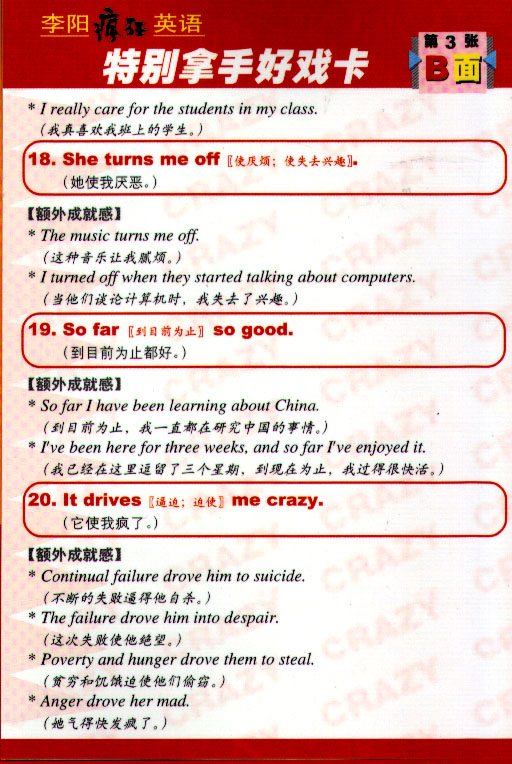 李阳疯狂英语
特别拿手好戏卡
第3张
B面
* I really care for the students in my class.
（我真喜欢我班上的学生。）
18. She turns me off〖使厌烦；使失去兴趣〗.
（她使我厌恶。）
【额外成就感】
* The music turns me off.
（这种音乐让我腻烦。）
* I turned off when they started talking about computers.
（当他们谈论计算机时，我失去了兴趣。）
19. So far〖到目前为止〗so good.
（到目前为止都好。）
【额外成就感】
* So far I have been learning about China.
（到目前为止，我一直都在研究中国的事情。）
* I've been here for three weeks, and so far I've enjoyed it.
（我已经在这里逗留了三个星期，到现在为止，我过得很快活。）
20. It drives〖逼迫；迫使〗me crazy.
（它使我疯了。）
【额外成就感】
* Continual failure drove him to suicide.
（不断的失败逼得他自杀。）
* The failure drove him into despair.
（这次失败使他绝望。）
* Poverty and hunger drove them to steal.
（贫穷和饥饿迫使他们偷窃。）
* Anger drove her mad.
（她气得快发疯了。）